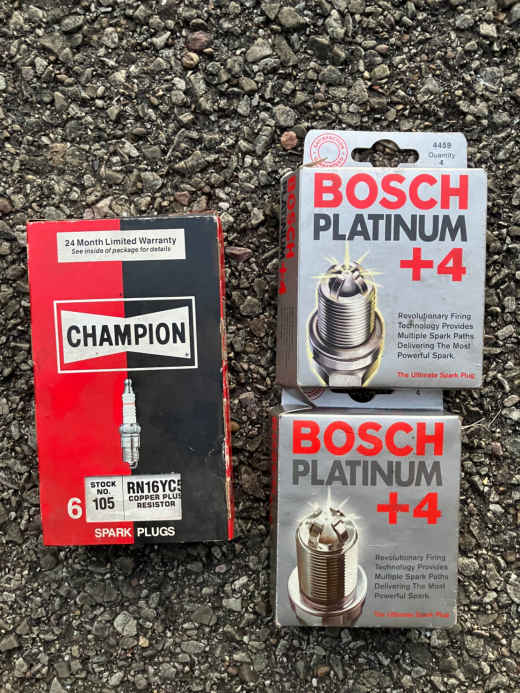 24 Month Limited Warranty
See inside of package for details
CHAMPION
6
STOCK
NO.
105
RN16YC5
COPPER PLUS
RESISTOR
SPARK PLUGS
4459
Quantity
4
BOSCH
+4
BOSCH
PLATINUM
+4
Revolutionary Firing
Technology Provides
Multiple Spark Paths
Delivering The Most
Powerful Spark.
The Ultimate Spark Plug
BOSCH
PLATINUM
+4
Revolutionary Firing
Technology Provides
Multiple Spark Paths
Delivering The Most
Powerful Spark.
The Ultimate Spark Plug